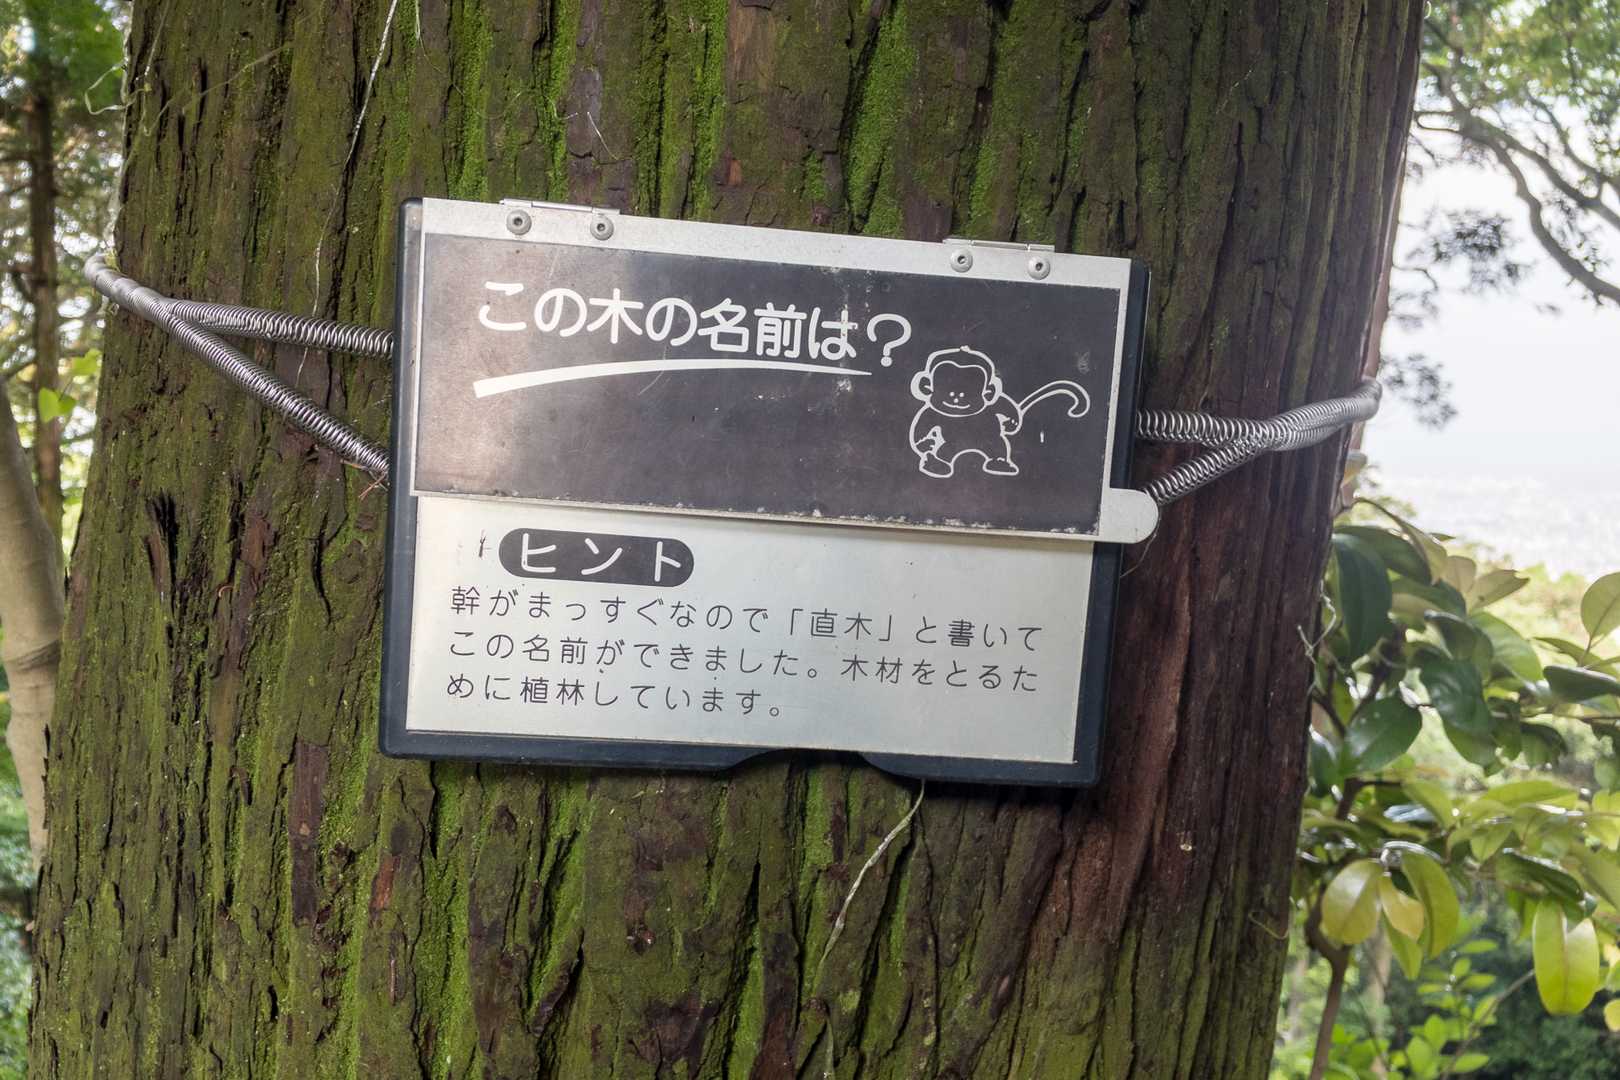 この木の名前は?
ヒント
幹がまっすぐなので「直木」と書いて
この名前ができました。木材をとるた
めに植林しています。